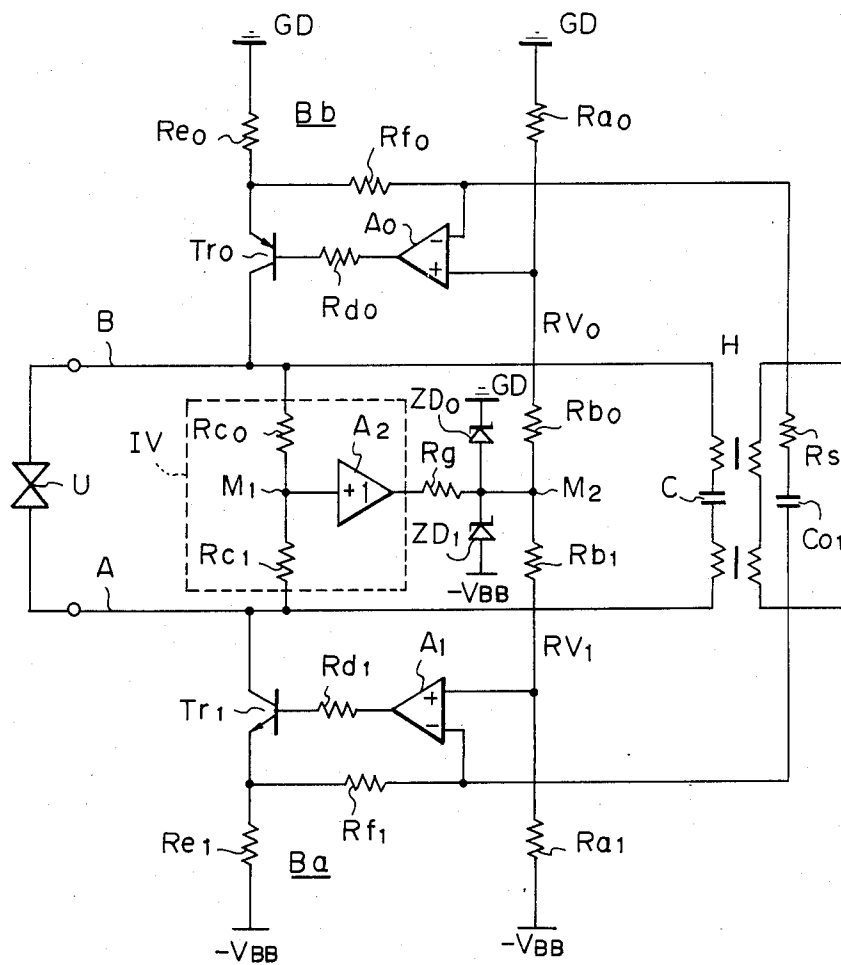 GD GD
Bb
Re0 Ra0
Rf0
A0
Tr0
− +
Rd0
RV0
B H
GD
ZD0
Rc0 A2 Rb0 Rs
IV Rg
U M1 +1 M2 C
ZD1 C01
Rc1 Rb1
A -VBB
RV1
A1
Rd1
Tr1 + −
Rf1
Re1 Ra1
Ba
-VBB -VBB